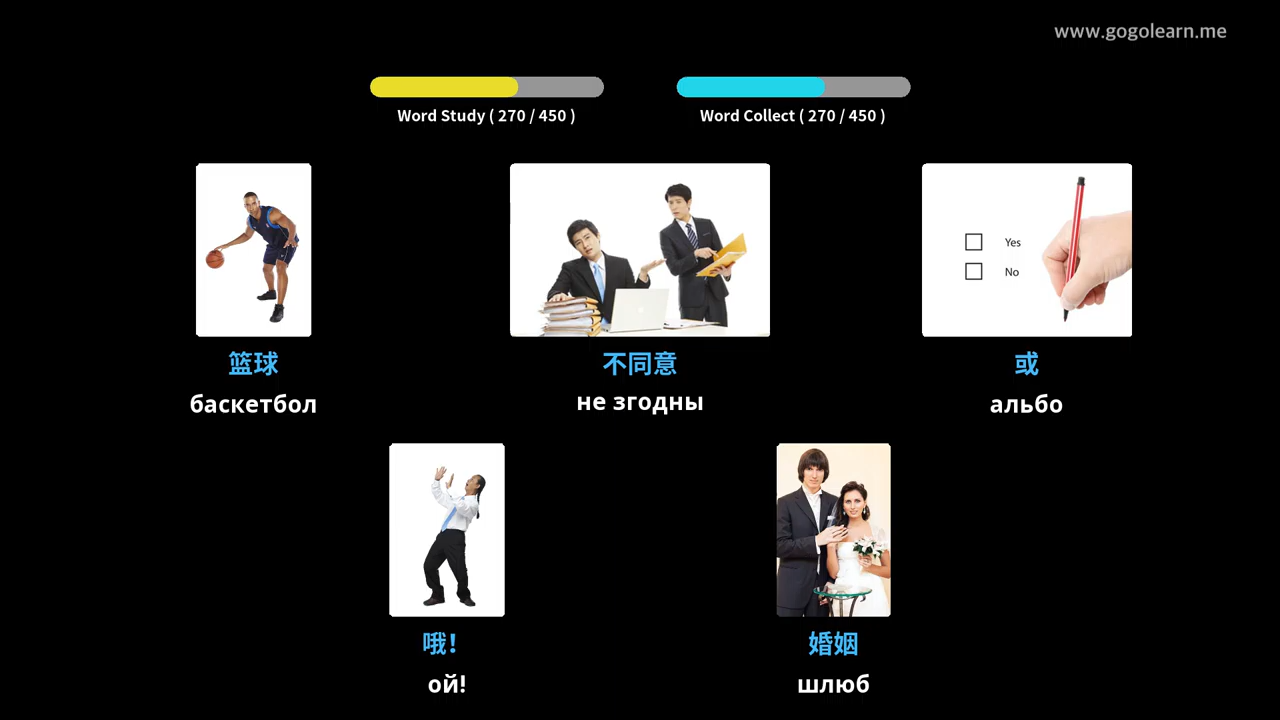 www.gogolearn.me
Word Study ( 270 / 450 )
Word Collect ( 270 / 450 )
Yes
No
篮球
баскетбол
不同意
не згодны
或
альбо
哦!
ой!
婚姻
шлюб